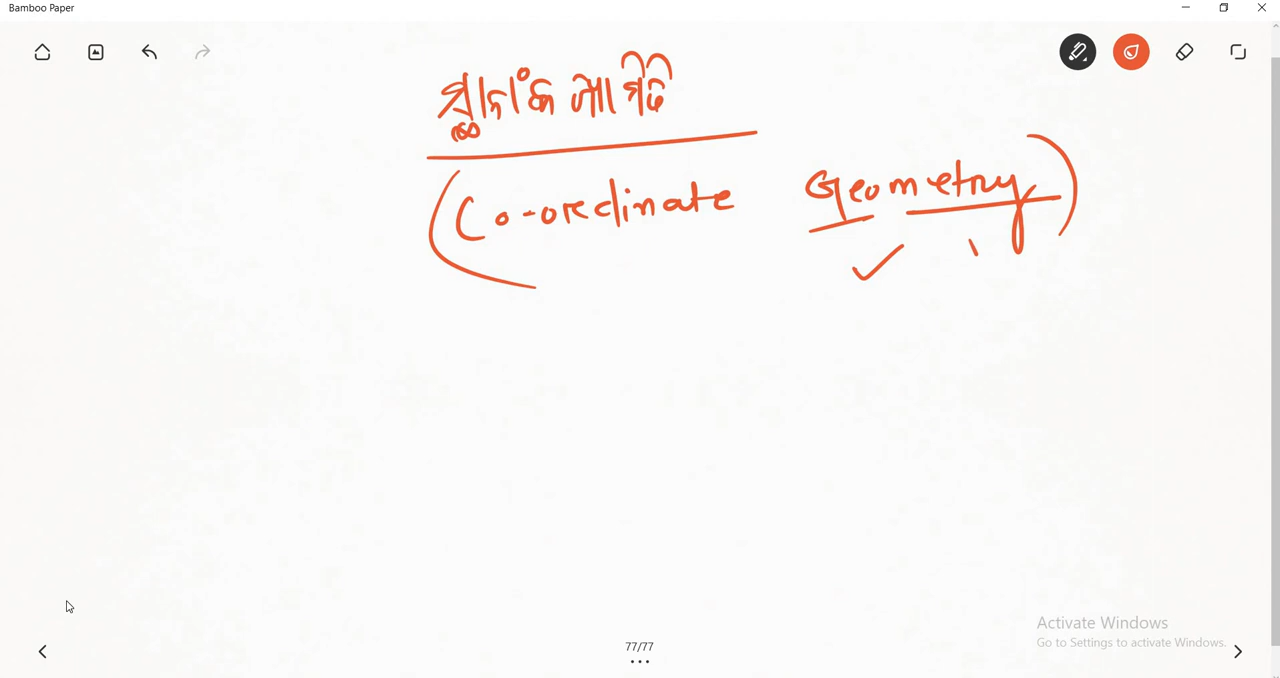 Bamboo Paper
ସ୍ଥାନାଂକ ଜ୍ୟାମିତି
(Co-ordinate Geometry)
Activate Windows
Go to Settings to activate Windows.
77/77